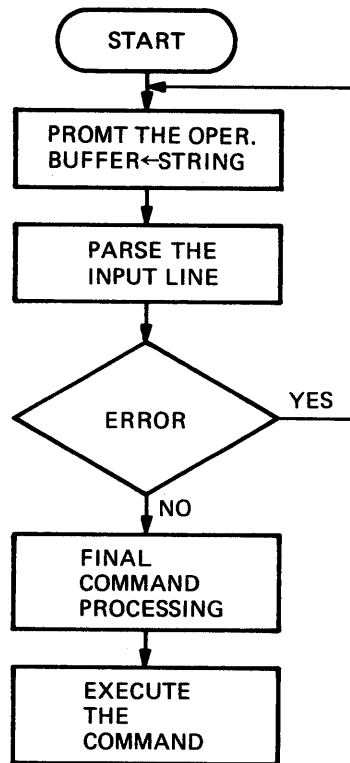 START
PROMT THE OPER.
BUFFER←STRING
PARSE THE
INPUT LINE
ERROR
YES
NO
FINAL
COMMAND
PROCESSING
EXECUTE
THE
COMMAND